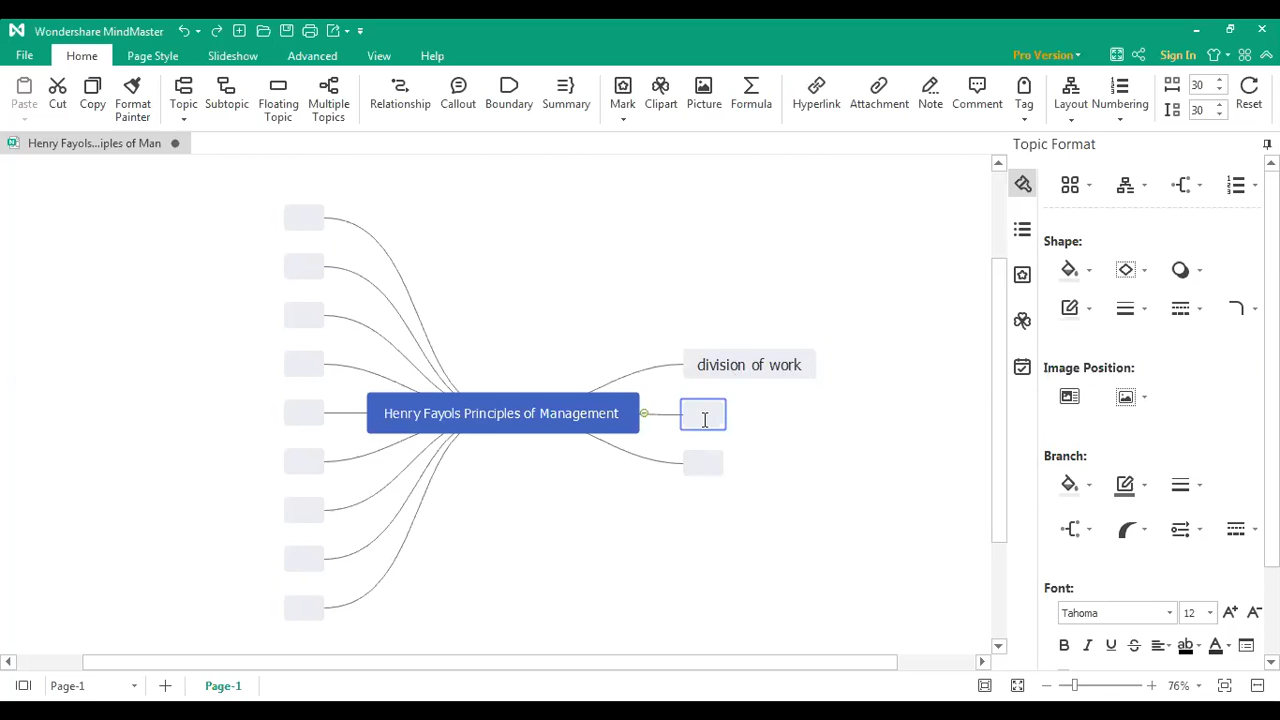 Wondershare MindMaster
File
Home
Page Style
Slideshow
Advanced
View
Help
Pro Version
Sign In
Paste
Cut
Copy
Format Painter
Topic
Subtopic
Floating Topic
Multiple Topics
Relationship
Callout
Boundary
Summary
Mark
Clipart
Picture
Formula
Hyperlink
Attachment
Note
Comment
Tag
Layout
Numbering
30
30
Reset
Henry Fayols...iples of Man
Topic Format
Shape:
division of work
Image Position:
Henry Fayols Principles of Management
Branch:
Font:
Tahoma
12
A+
A-
B I U ab A
Page-1
Page-1
76%